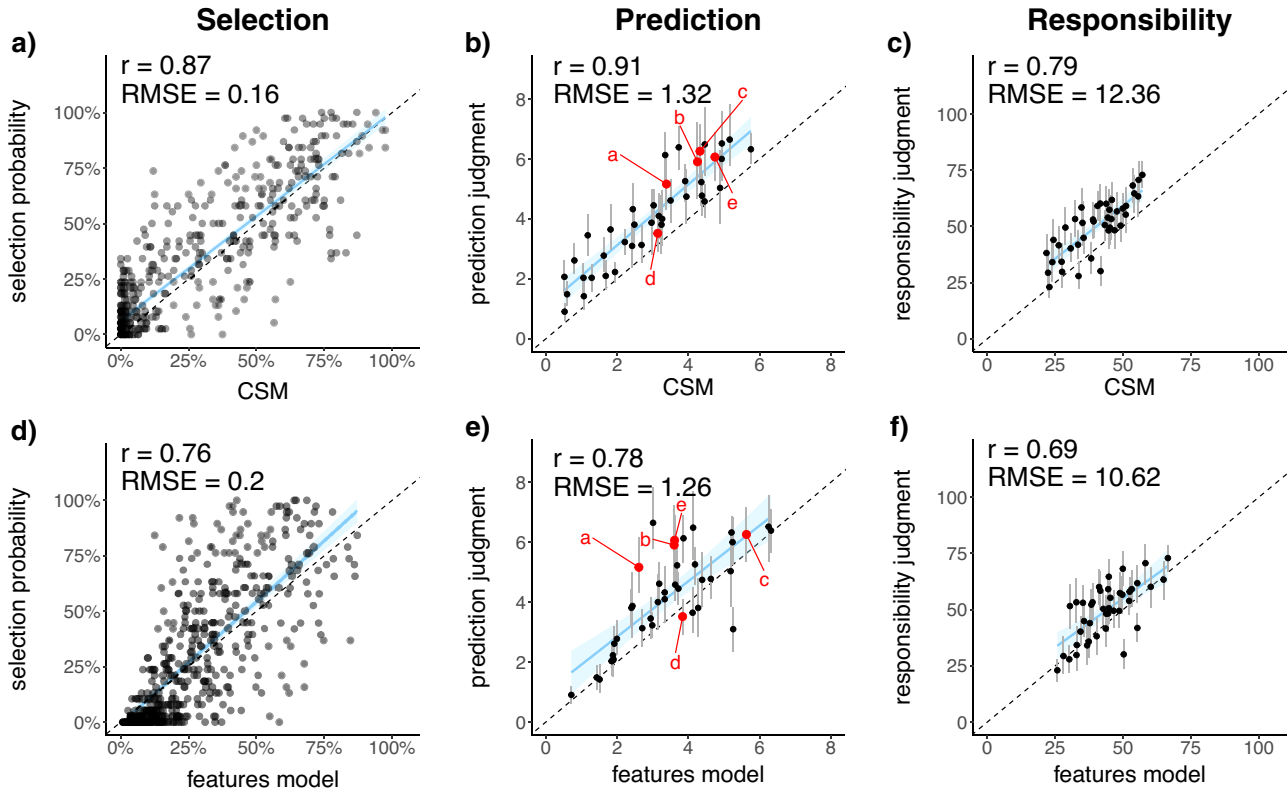 Selection
Prediction
Responsibility
a)
r = 0.87
RMSE = 0.16
selection probability
100%
75%
50%
25%
0%
0% 25% 50% 75% 100%
CSM
b)
r = 0.91
RMSE = 1.32
prediction judgment
8
6
4
2
0
a
b
c
d
e
0 2 4 6 8
CSM
c)
r = 0.79
RMSE = 12.36
responsibility judgment
100
75
50
25
0
0 25 50 75 100
CSM
d)
r = 0.76
RMSE = 0.2
selection probability
100%
75%
50%
25%
0%
0% 25% 50% 75% 100%
features model
e)
r = 0.78
RMSE = 1.26
prediction judgment
8
6
4
2
0
a
b
e
c
d
0 2 4 6 8
features model
f)
r = 0.69
RMSE = 10.62
responsibility judgment
100
75
50
25
0
0 25 50 75 100
features model